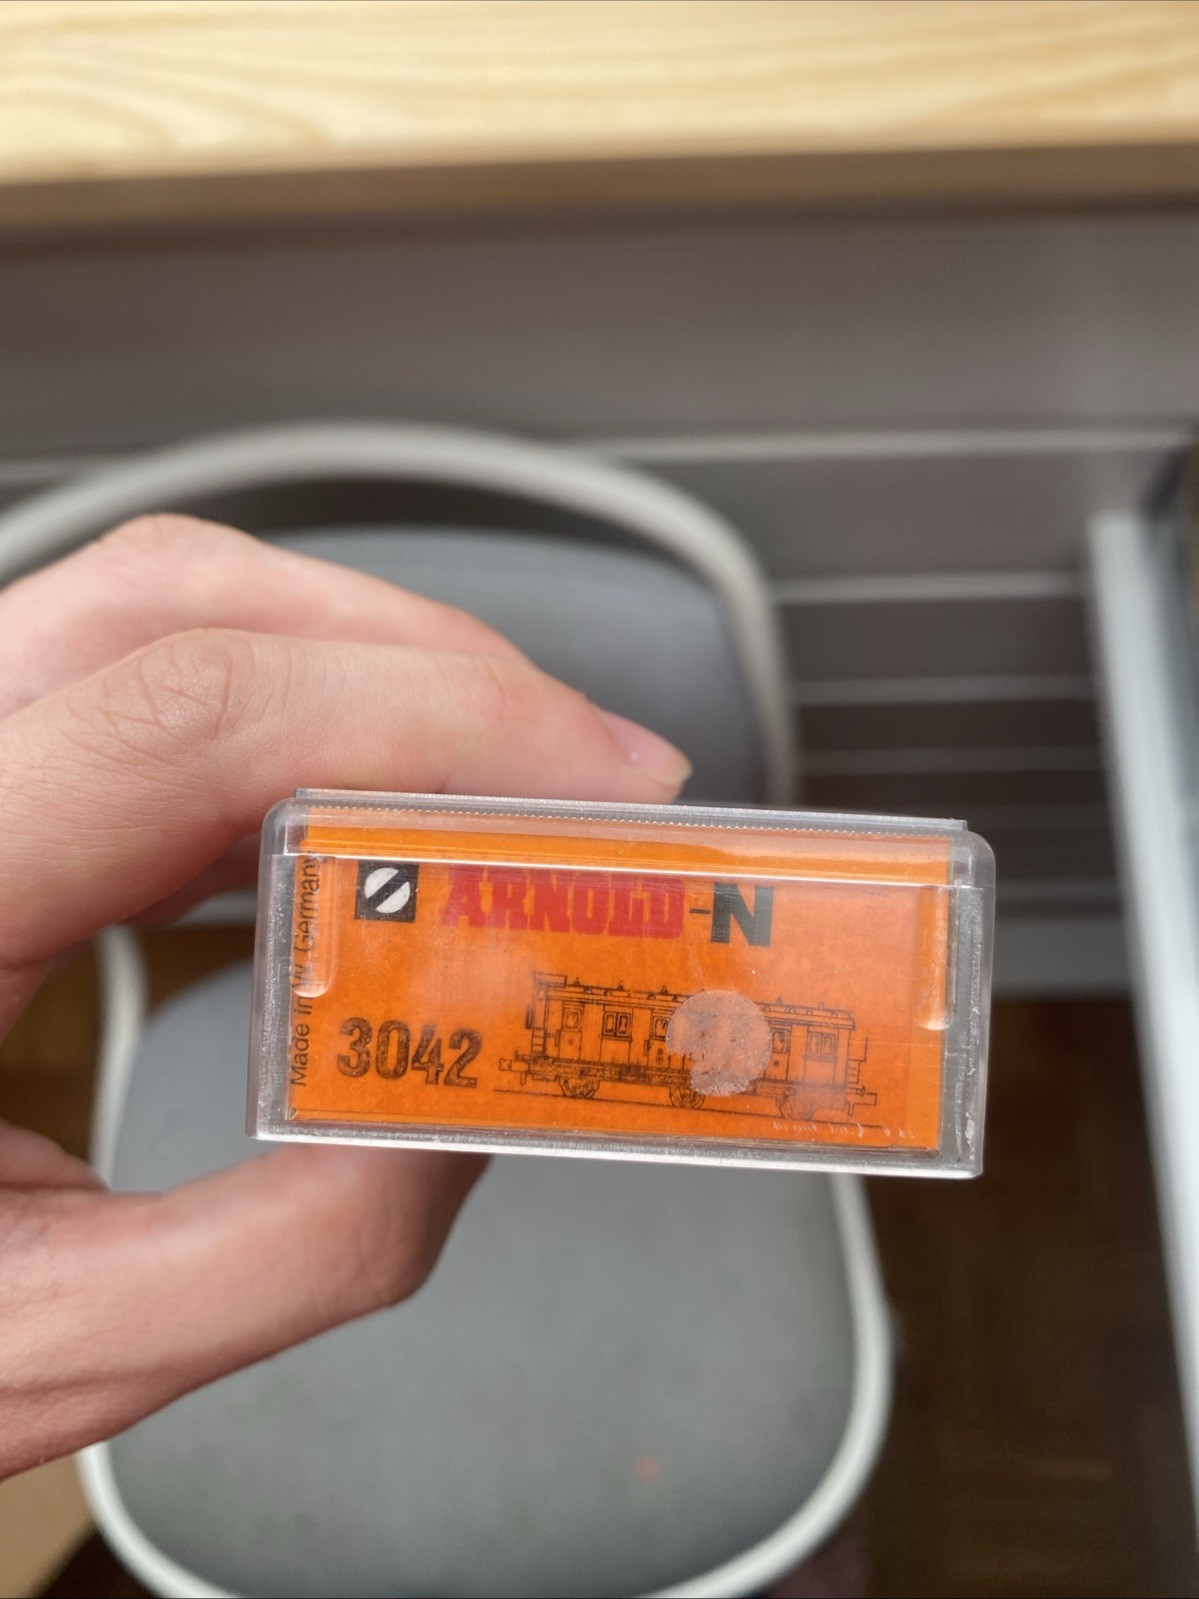 ARNOLD-N
Made in W. Germany
3042